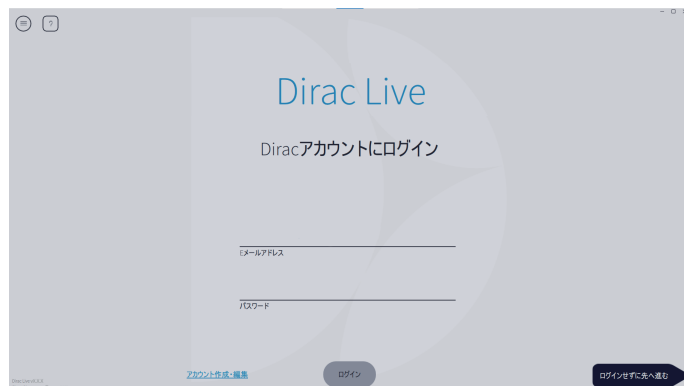 Dirac Live
Diracアカウントにログイン
Eメールアドレス
パスワード
アカウント作成・編集
ログイン
ログインせずに先へ進む